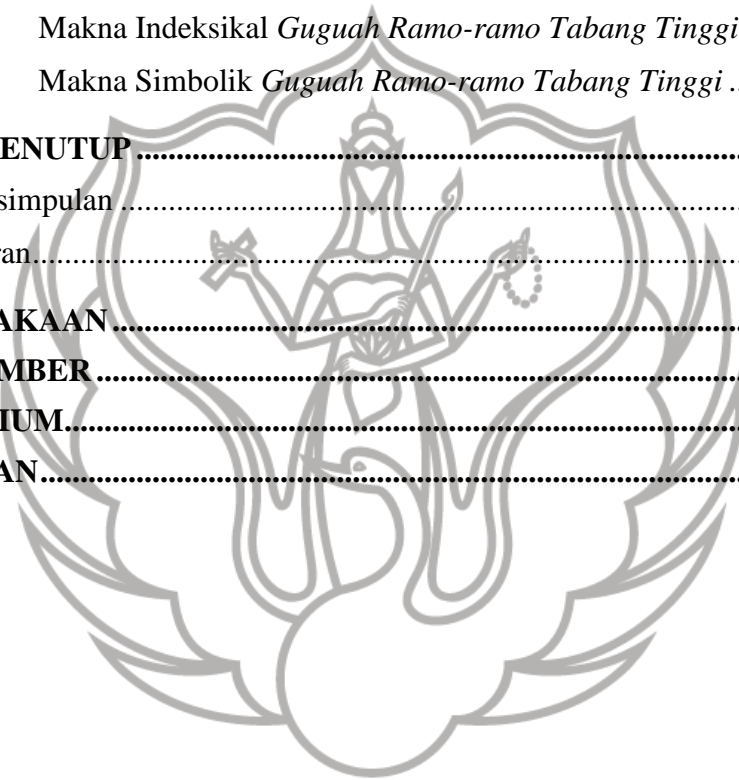 Makna Indeksikal Guguah Ramo-ramo Tabang Tinggi
Makna Simbolik Guguah Ramo-ramo Tabang Tinggi ..
ENUTUP ..........................................................................
simpulan ............................................................................
ran.......................................................................................
AKAAN ............................................................................
MBER ..............................................................................
IUM...................................................................................
AN......................................................................................